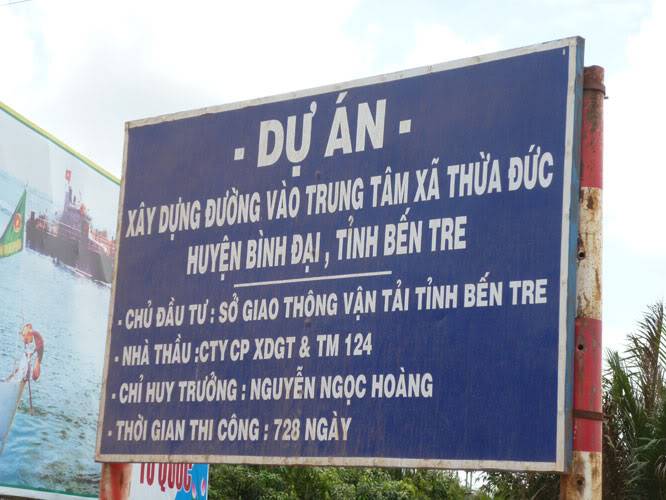 - DỰ ÁN -
XÂY DỰNG ĐƯỜNG VÀO TRUNG TÂM XÃ THỪA ĐỨC
HUYỆN BÌNH ĐẠI , TỈNH BẾN TRE
- CHỦ ĐẦU TƯ : SỞ GIAO THÔNG VẬN TẢI TỈNH BẾN TRE
- NHÀ THẦU : CTY CP XDGT & TM 124
- CHỈ HUY TRƯỞNG : NGUYỄN NGỌC HOÀNG
- THỜI GIAN THI CÔNG : 728 NGÀY
TỔ QUỐC